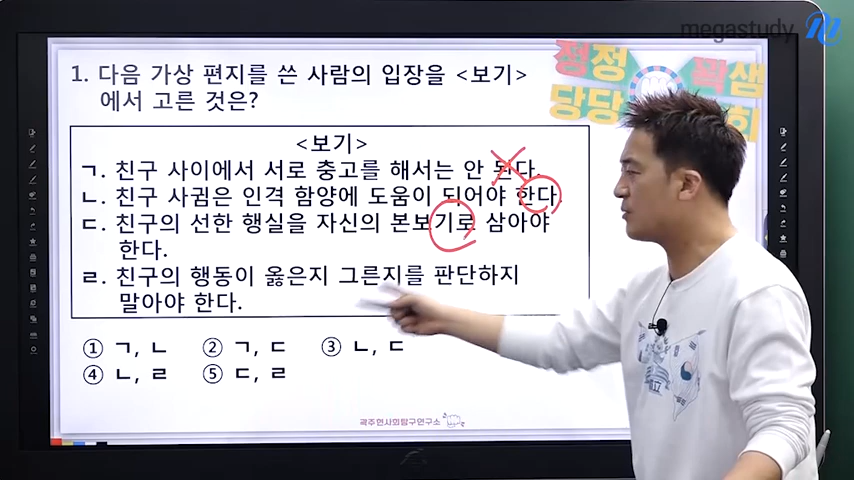 megastudy
1. 다음 가상 편지를 쓴 사람의 입장을 <보기>
에서 고른 것은?
<보기>
ㄱ. 친구 사이에서 서로 충고를 해서는 안 된다.
ㄴ. 친구 사귐은 인격 함양에 도움이 되어야 한다.
ㄷ. 친구의 선한 행실을 자신의 본보기로 삼아야
한다.
ㄹ. 친구의 행동이 옳은지 그른지를 판단하지
말아야 한다.
① ㄱ, ㄴ ② ㄱ, ㄷ ③ ㄴ, ㄷ
④ ㄴ, ㄹ ⑤ ㄷ, ㄹ
곽주현사회탐구연구소